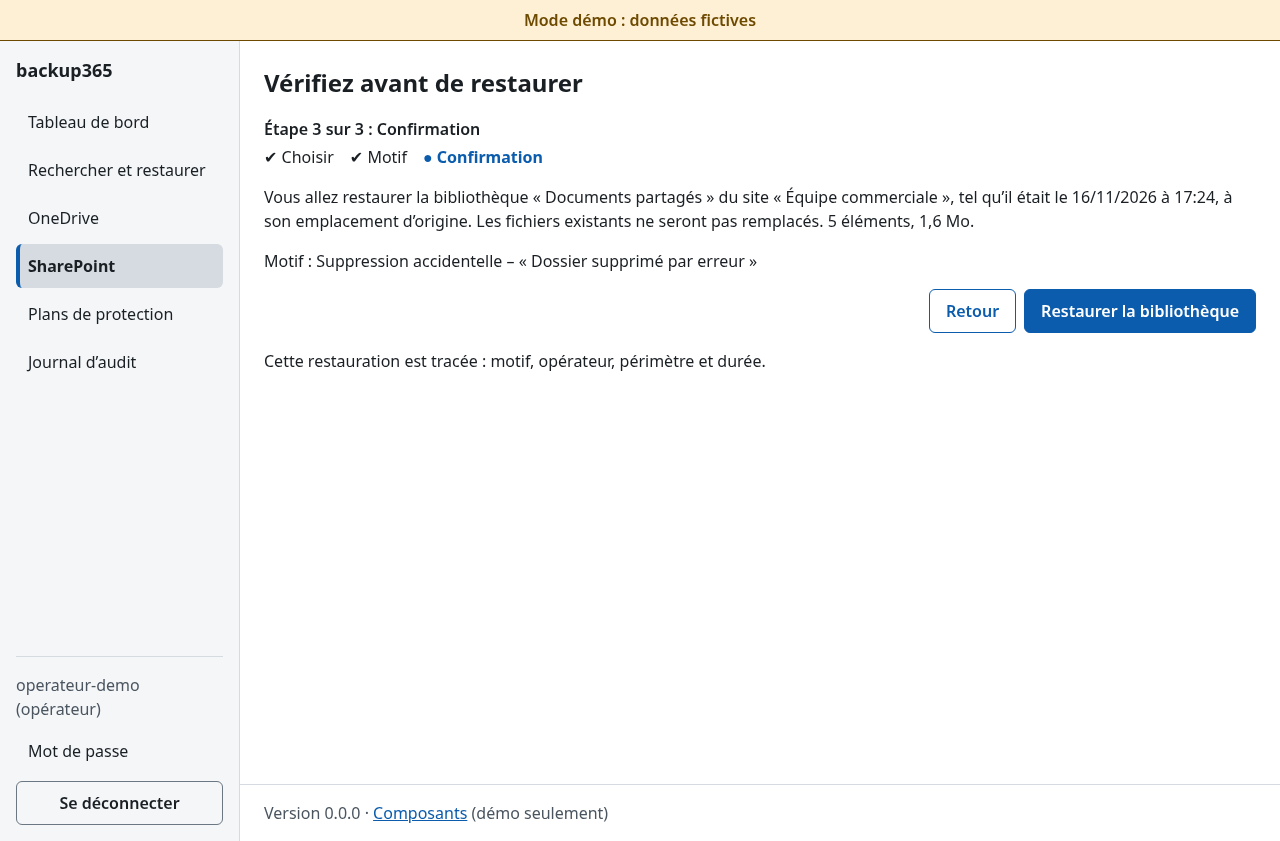 Mode démo : données fictives
backup365
Tableau de bord
Rechercher et restaurer
OneDrive
SharePoint
Plans de protection
Journal d’audit
operateur-demo
(opérateur)
Mot de passe
Se déconnecter
Vérifiez avant de restaurer
Étape 3 sur 3 : Confirmation
✔ Choisir ✔ Motif ● Confirmation
Vous allez restaurer la bibliothèque « Documents partagés » du site « Équipe commerciale », tel qu’il était le 16/11/2026 à 17:24, à
son emplacement d’origine. Les fichiers existants ne seront pas remplacés. 5 éléments, 1,6 Mo.
Motif : Suppression accidentelle – « Dossier supprimé par erreur »
Retour
Restaurer la bibliothèque
Cette restauration est tracée : motif, opérateur, périmètre et durée.
Version 0.0.0 · Composants (démo seulement)